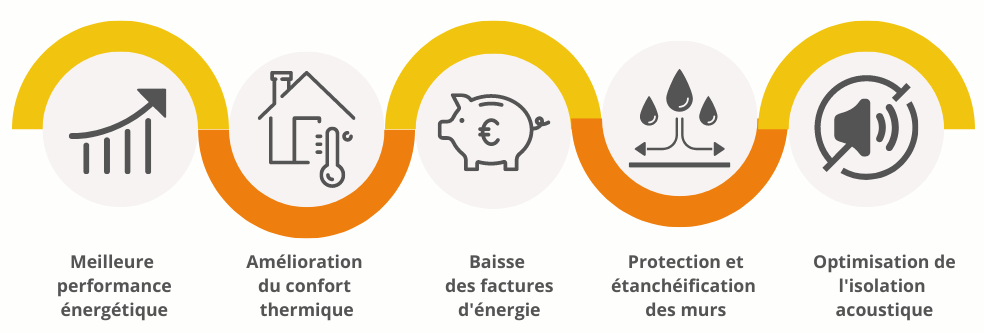 Meilleure
performance
énergétique
Amélioration
du confort
thermique
€
Baisse
des factures
d'énergie
Protection et
étanchéification
des murs
Optimisation de
l'isolation
acoustique